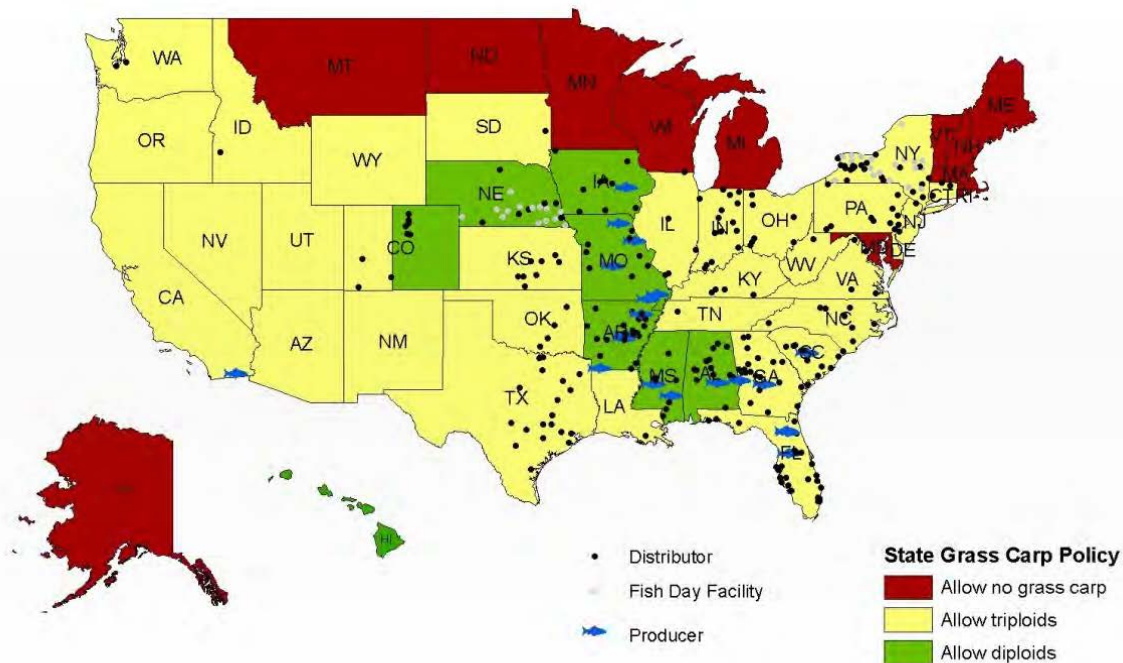 WA
MT
ND
MN
ME
VT
NH
OR
ID
SD
WI
MI
NY
MA
WY
NE
IA
CT
RI
PA
NJ
NV
UT
CO
IL
IN
OH
MD
DE
KS
MO
WV
VA
KY
CA
OK
TN
NC
AZ
NM
AR
SC
MS
GA
TX
LA
FL
HI
Distributor
Fish Day Facility
Producer
State Grass Carp Policy
Allow no grass carp
Allow triploids
Allow diploids